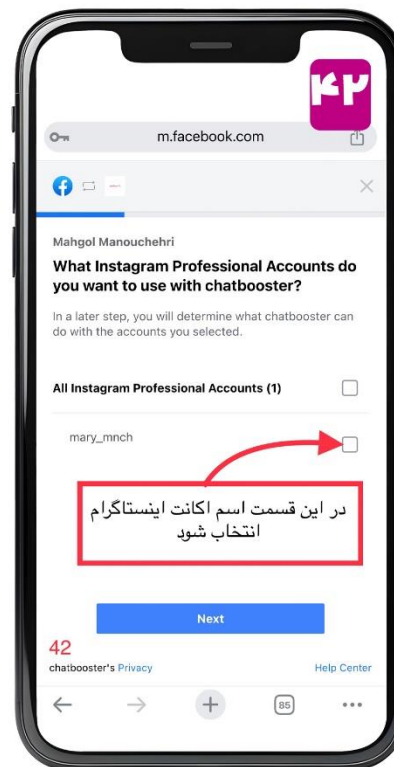 ۴۲
m.facebook.com
Mahgol Manouchehri
What Instagram Professional Accounts do
you want to use with chatbooster?
In a later step, you will determine what chatbooster can
do with the accounts you selected.
All Instagram Professional Accounts (1)
mary_mnch
در این قسمت اسم اکانت اینستاگرام
انتخاب شود
Next
42
chatbooster's Privacy
Help Center
85